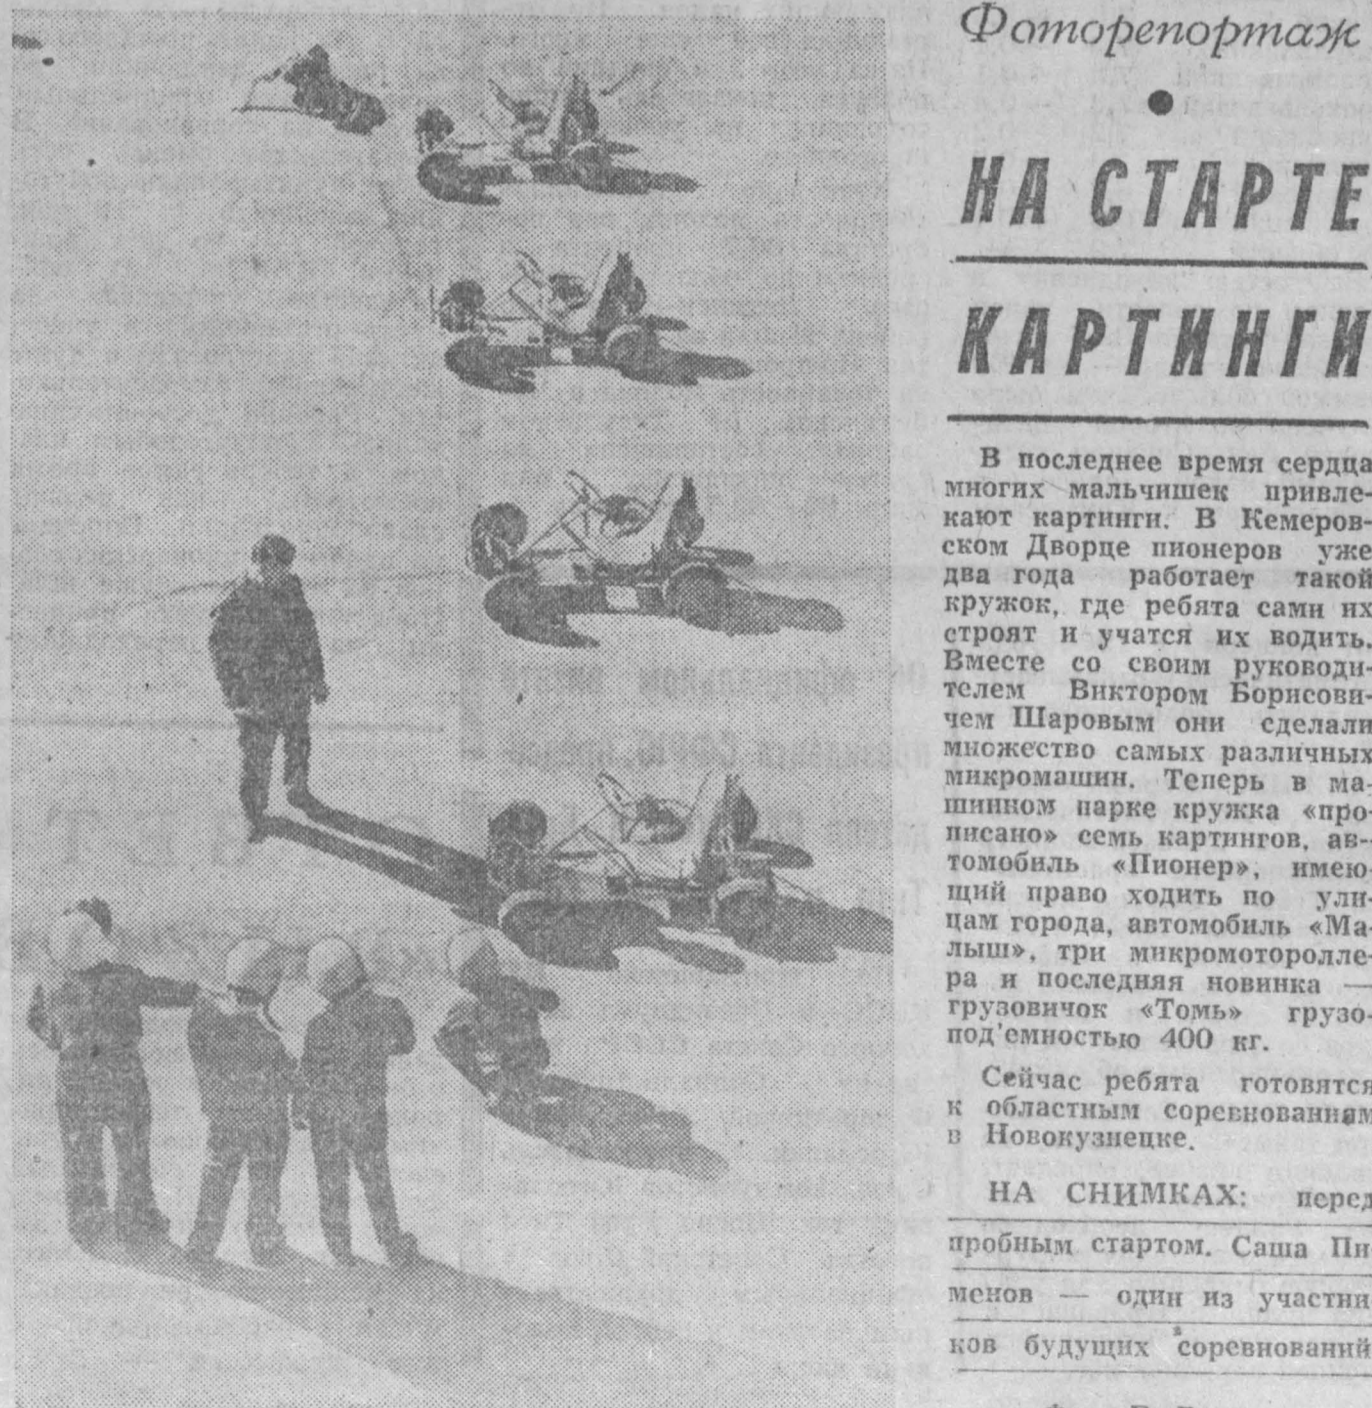 Фоторепортаж
НА СТАРТЕ
КАРТИНГИ
В последнее время сердца
многих мальчишек привле-
кают картинги. В Кемеров-
ском Дворце пионеров уже
два года работает такой
кружок, где ребята сами их
строят и учатся их водить.
Вместе со своим руководи-
телем Виктором Борисови-
чем Шаровым они сделали
множество самых различных
микромашин. Теперь в ма-
шинном парке кружка «про-
писано» семь картингов, ав-
томобиль «Пионер», имею-
щий право ходить по ули-
цам города, автомобиль «Ма-
лыш», три микромоторолле-
ра и последняя новинка —
грузовичок «Томь» грузо-
под'емностью 400 кг.
Сейчас ребята готовятся
к областным соревнованиям
в Новокузнецке.
НА СНИМКАХ: перед
пробным стартом. Саша Пи-
менов — один из участни-
ков будущих соревнований